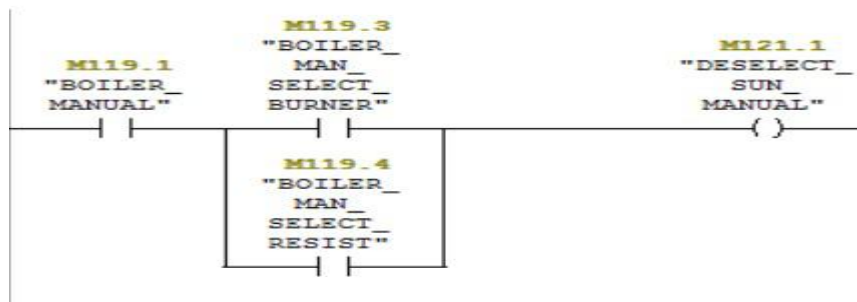 M119.1
"BOILER_
MANUAL"
M119.3
"BOILER_
MAN_
SELECT_
BURNER"
M121.1
"DESELECT_
SUN_
MANUAL"
M119.4
"BOILER_
MAN_
SELECT_
RESIST"